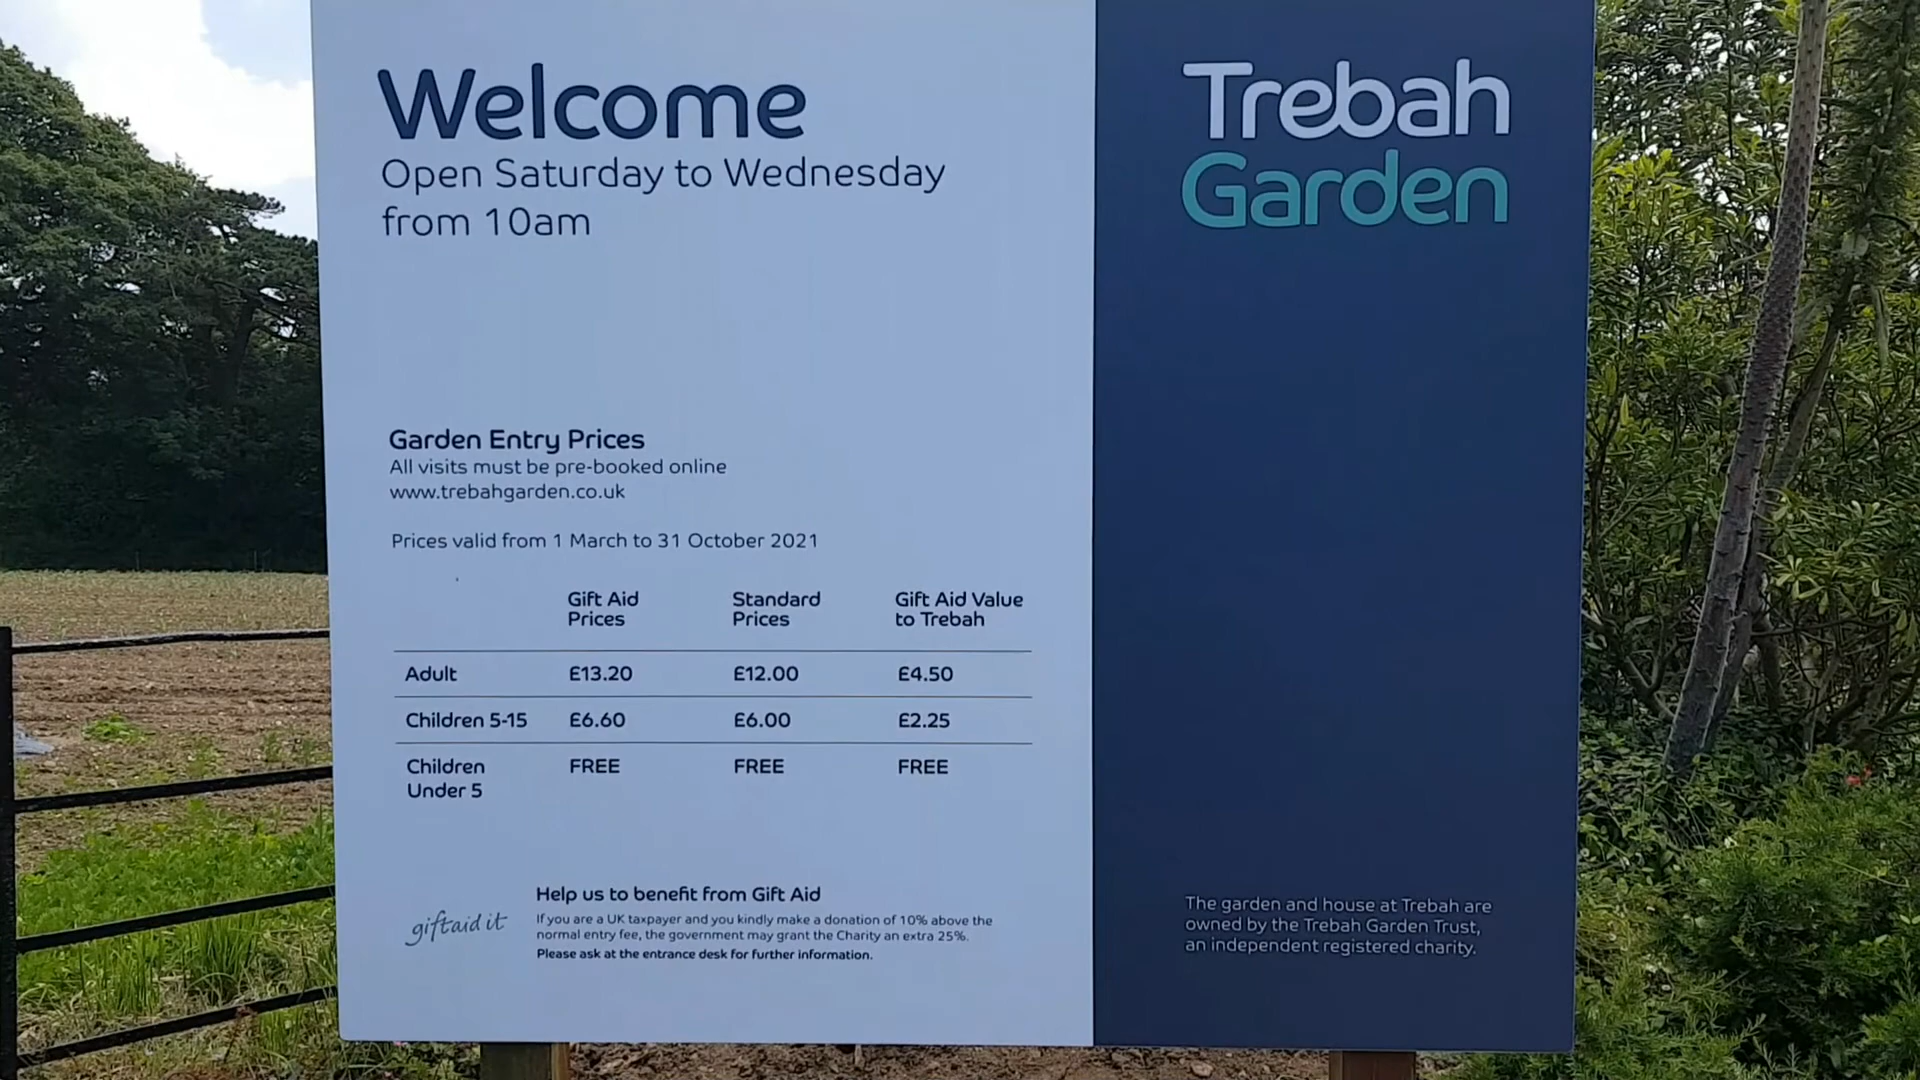 Welcome
Open Saturday to Wednesday
from 10am
Garden Entry Prices
All visits must be pre-booked online
www.trebahgarden.co.uk
Prices valid from 1 March to 31 October 2021
Gift Aid Prices Standard Prices Gift Aid Value to Trebah
Adult £13.20 £12.00 £4.50
Children 5-15 £6.60 £6.00 £2.25
Children Under 5 FREE FREE FREE
giftaid it
Help us to benefit from Gift Aid
If you are a UK taxpayer and you kindly make a donation of 10% above the
normal entry fee, the government may grant the Charity an extra 25%.
Please ask at the entrance desk for further information.
Trebah
Garden
The garden and house at Trebah are
owned by the Trebah Garden Trust,
an independent registered charity.